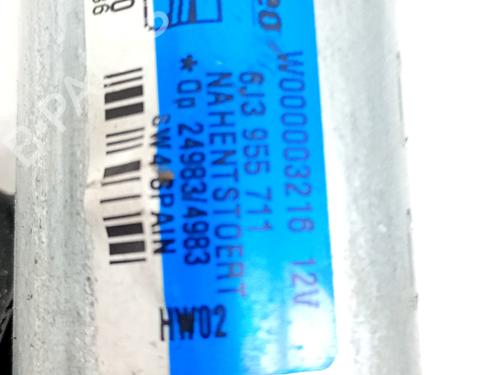 W000003216 12V
6J3 955 711
NAHENTSTOERT
*Op 24983/4983
SPAIN
HW02